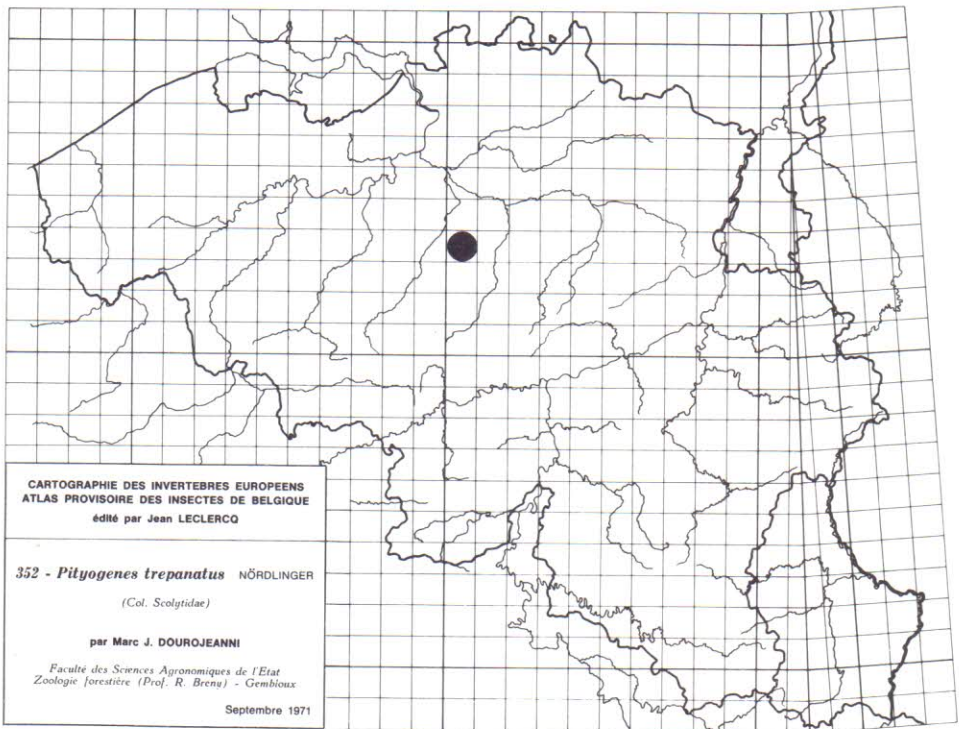 CARTOGRAPHIE DES INVERTEBRES EUROPEENS
ATLAS PROVISOIRE DES INSECTES DE BELGIQUE
édité par Jean LECLERCQ
352 - Pityogenes trepanatus NÖRDLINGER
(Col. Scolytidae)
par Marc J. DOUROJEANNI
Faculté des Sciences Agronomiques de l'Etat
Zoologie forestière (Prof. R. Breny) - Gembloux
Septembre 1971